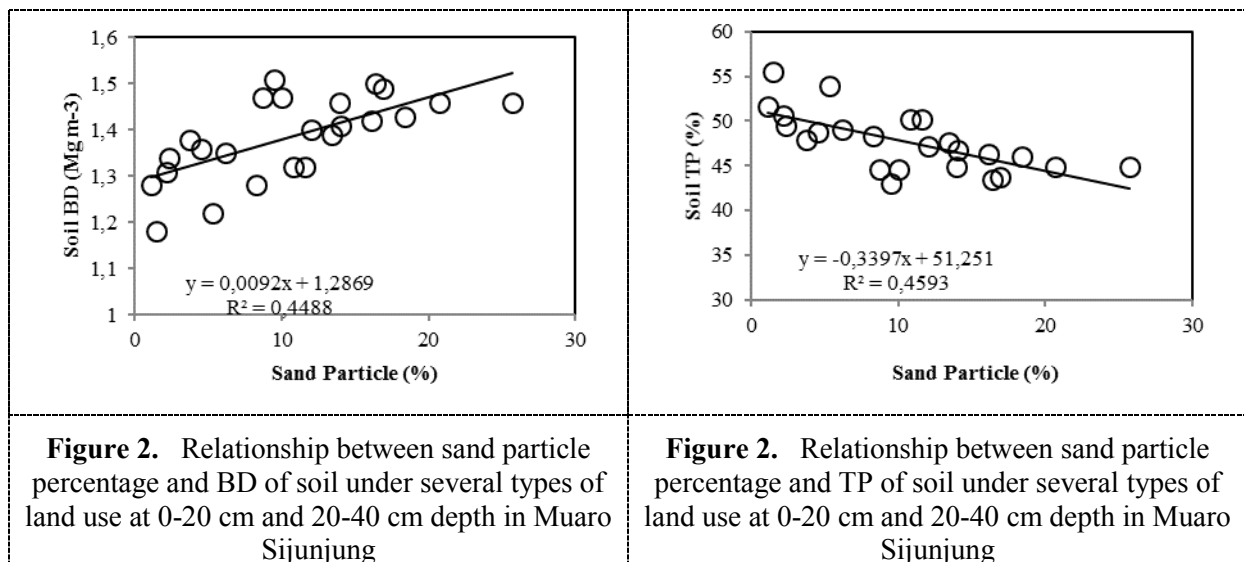 1,6
1,5
1,4
1,3
1,2
1,1
1
Soil BD (Mgm-3)
y = 0,0092x + 1,2869
R² = 0,4488
0
10
20
30
Sand Particle (%)
60
55
50
45
40
35
30
Soil TP (%)
y = -0,3397x + 51,251
R² = 0,4593
0
10
20
30
Sand Particle (%)
Figure 2. Relationship between sand particle
percentage and BD of soil under several types of
land use at 0-20 cm and 20-40 cm depth in Muaro
Sijunjung
Figure 2. Relationship between sand particle
percentage and TP of soil under several types of
land use at 0-20 cm and 20-40 cm depth in Muaro
Sijunjung